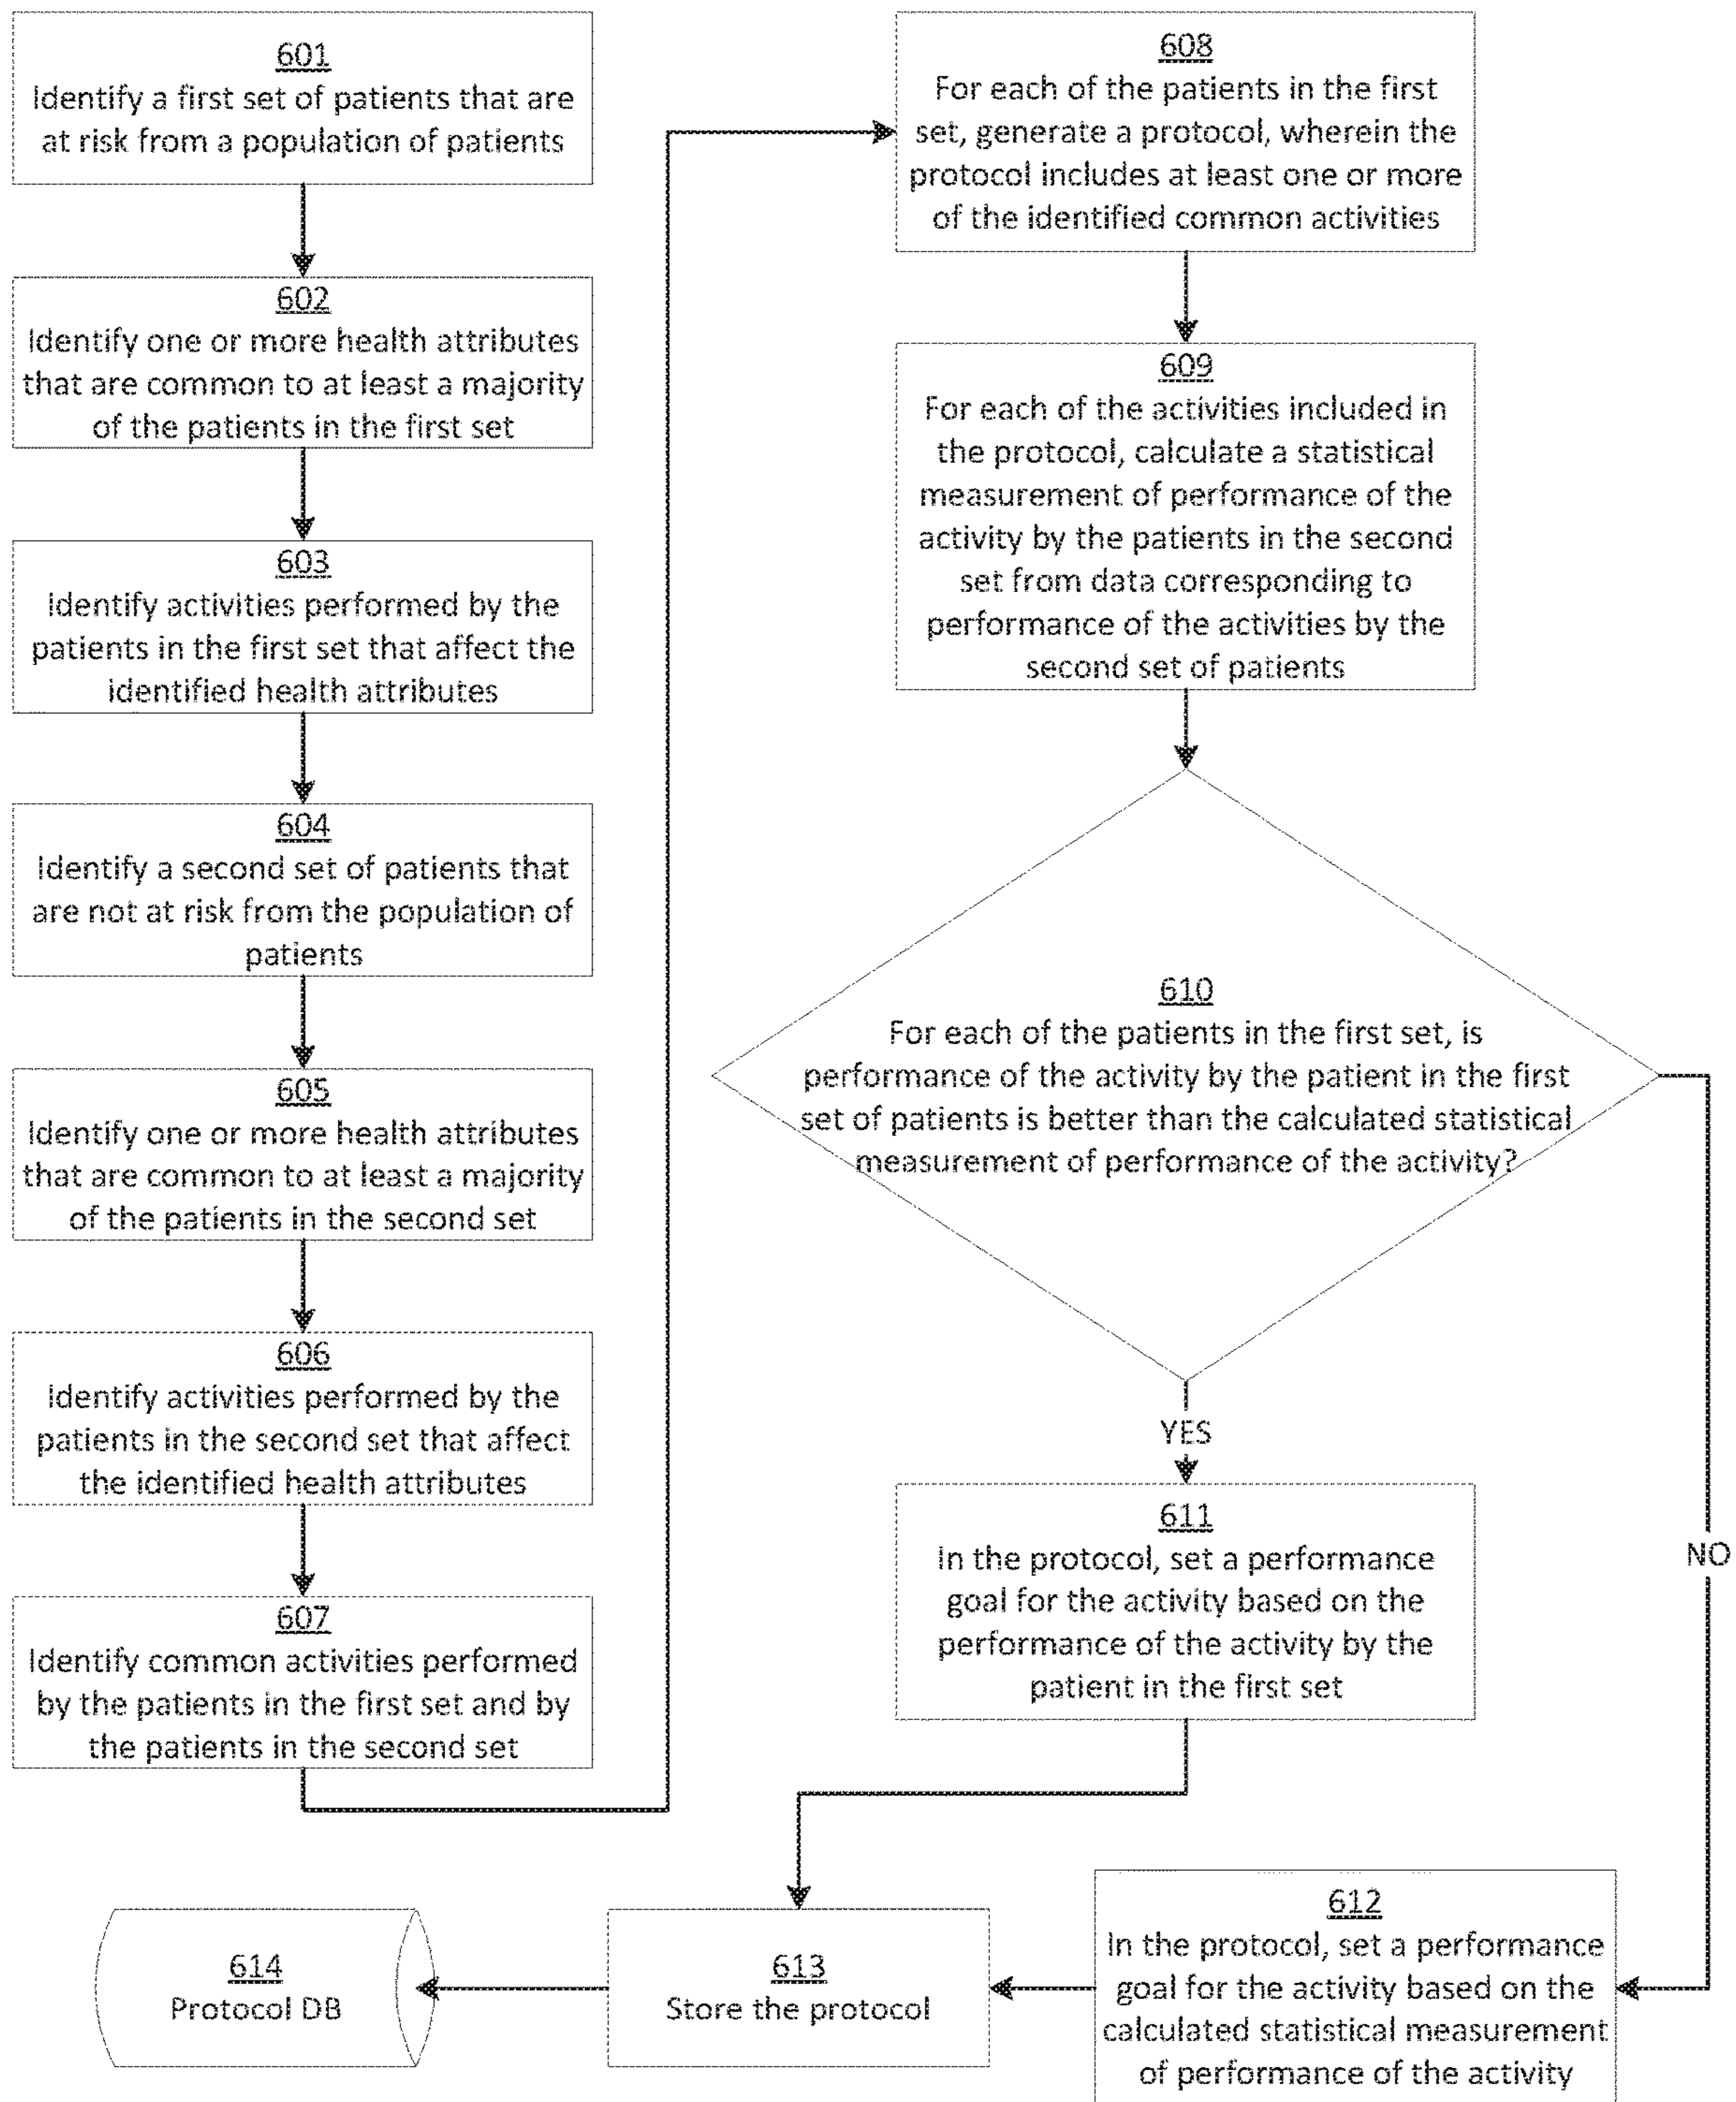 601
Identify a first set of patients that are
at risk from a population of patients
602
Identify one or more health attributes
that are common to at least a majority
of the patients in the first set
603
Identify activities performed by the
patients in the first set that affect the
identified health attributes
604
Identify a second set of patients that
are not at risk from the population of
patients
605
Identify one or more health attributes
that are common to at least a majority
of the patients in the second set
606
Identify activities performed by the
patients in the second set that affect
the identified health attributes
607
Identify common activities performed
by the patients in the first set and by
the patients in the second set
608
For each of the patients in the first
set, generate a protocol, wherein the
protocol includes at least one or more
of the identified common activities
609
For each of the activities included in
the protocol, calculate a statistical
measurement of performance of the
activity by the patients in the second
set from data corresponding to
performance of the activities by the
second set of patients
610
For each of the patients in the first set, is
performance of the activity by the patient in the first
set of patients is better than the calculated statistical
measurement of performance of the activity?
YES
NO
611
In the protocol, set a performance
goal for the activity based on the
performance of the activity by the
patient in the first set
612
In the protocol, set a performance
goal for the activity based on the
calculated statistical measurement
of performance of the activity
613
Store the protocol
614
Protocol DB